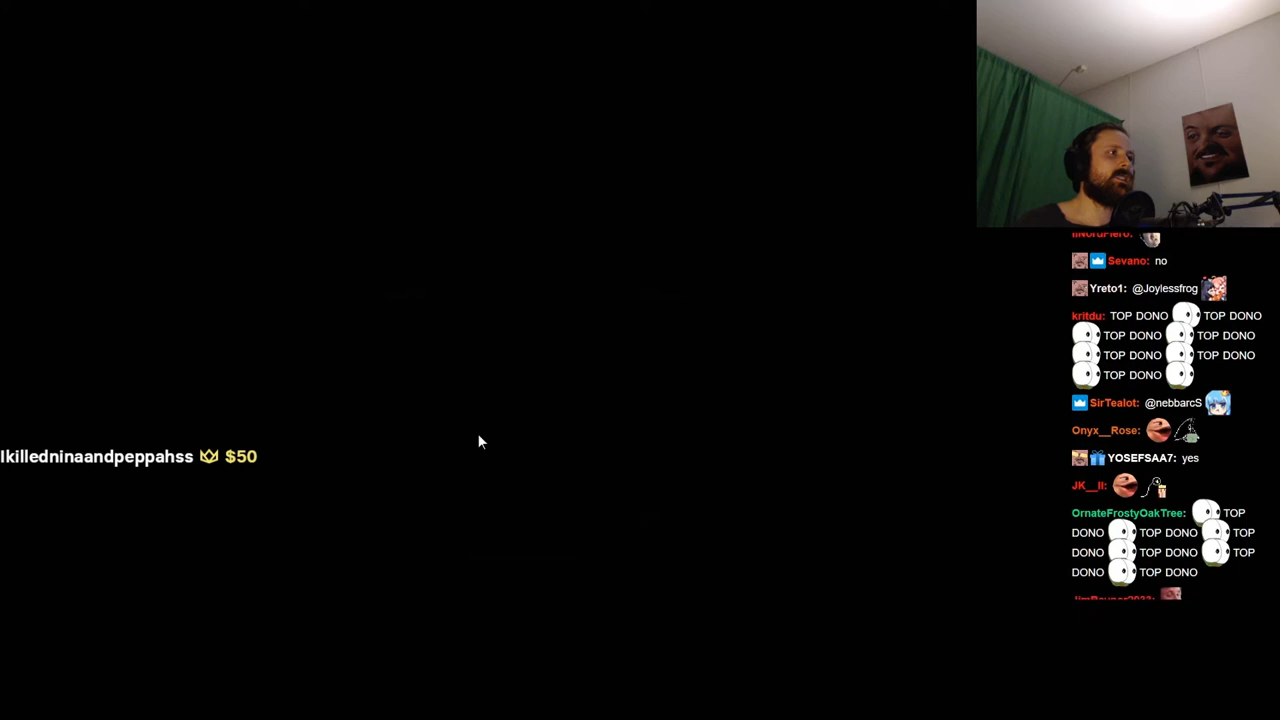 Sevano: no
Yreto1: @Joylessfrog
kritdu: TOP DONO TOP DONO
TOP DONO TOP DONO
TOP DONO TOP DONO
TOP DONO
SirTealot: @nebbarcS
Onyx__Rose:
Ikilledninaandpeppahss $50
YOSEFSAA7: yes
JK__II:
OrnateFrostyOakTree: TOP
DONO TOP DONO TOP
DONO TOP DONO TOP
DONO TOP DONO